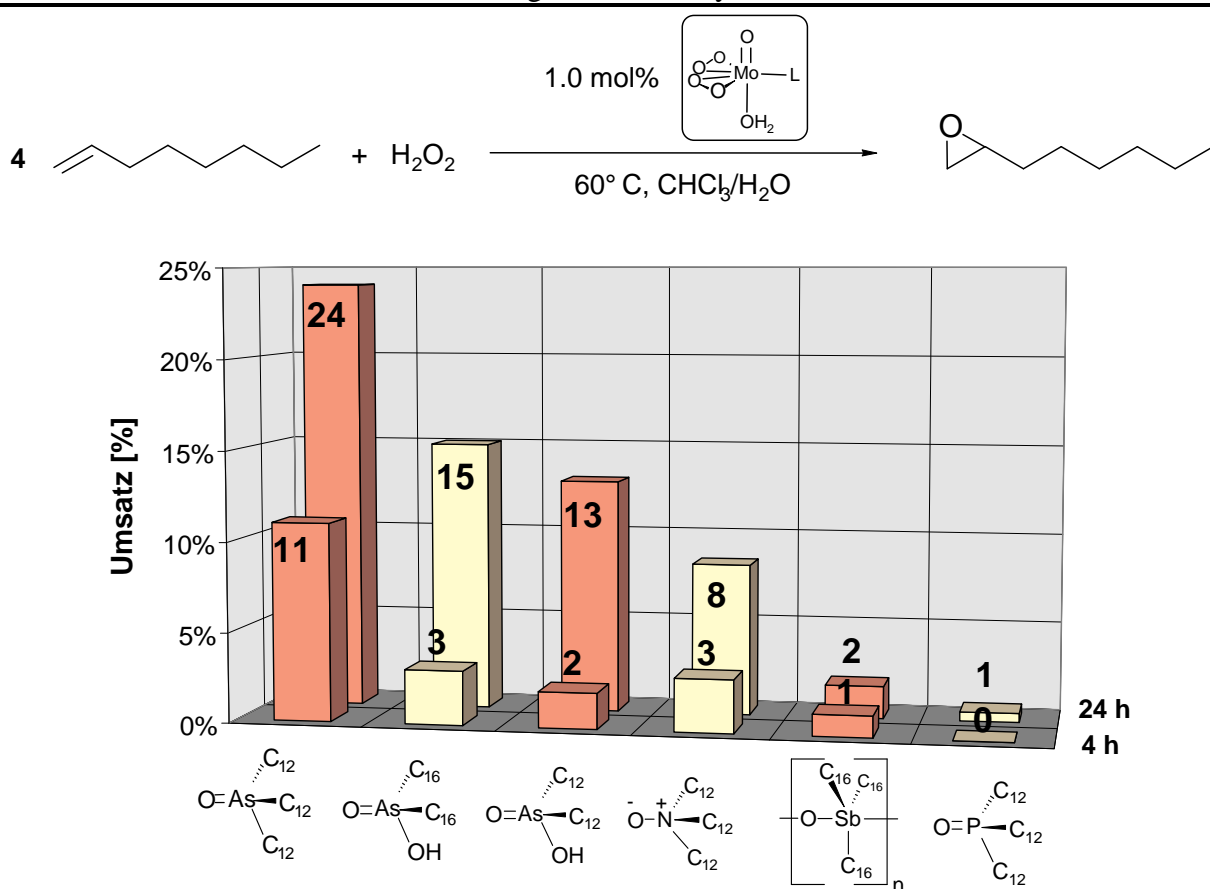 O
O
O Mo L
O
O
1.0 mol%
OH2
4 + H2O2
60° C, CHCl3/H2O
O
25%
20%
15%
10%
5%
0%
Umsatz [%]
24
11
15
3
13
2
8
3
2
1
1
0
24 h
4 h
C12
O=As C12
C12
C16
O=As C16
OH
C12
O=As C12
OH
- + C12
O-N C12
C12
C16 C16
O Sb
C16
n
C12
O=P C12
C12